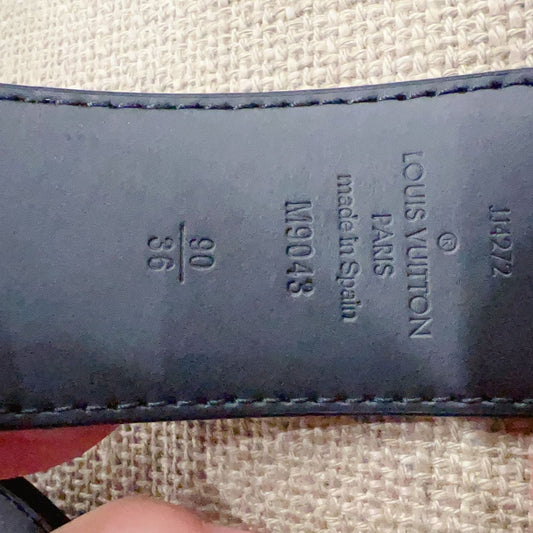 JJ4272
®
LOUIS VUITTON
PARIS
made in Spain
M9043
90
36